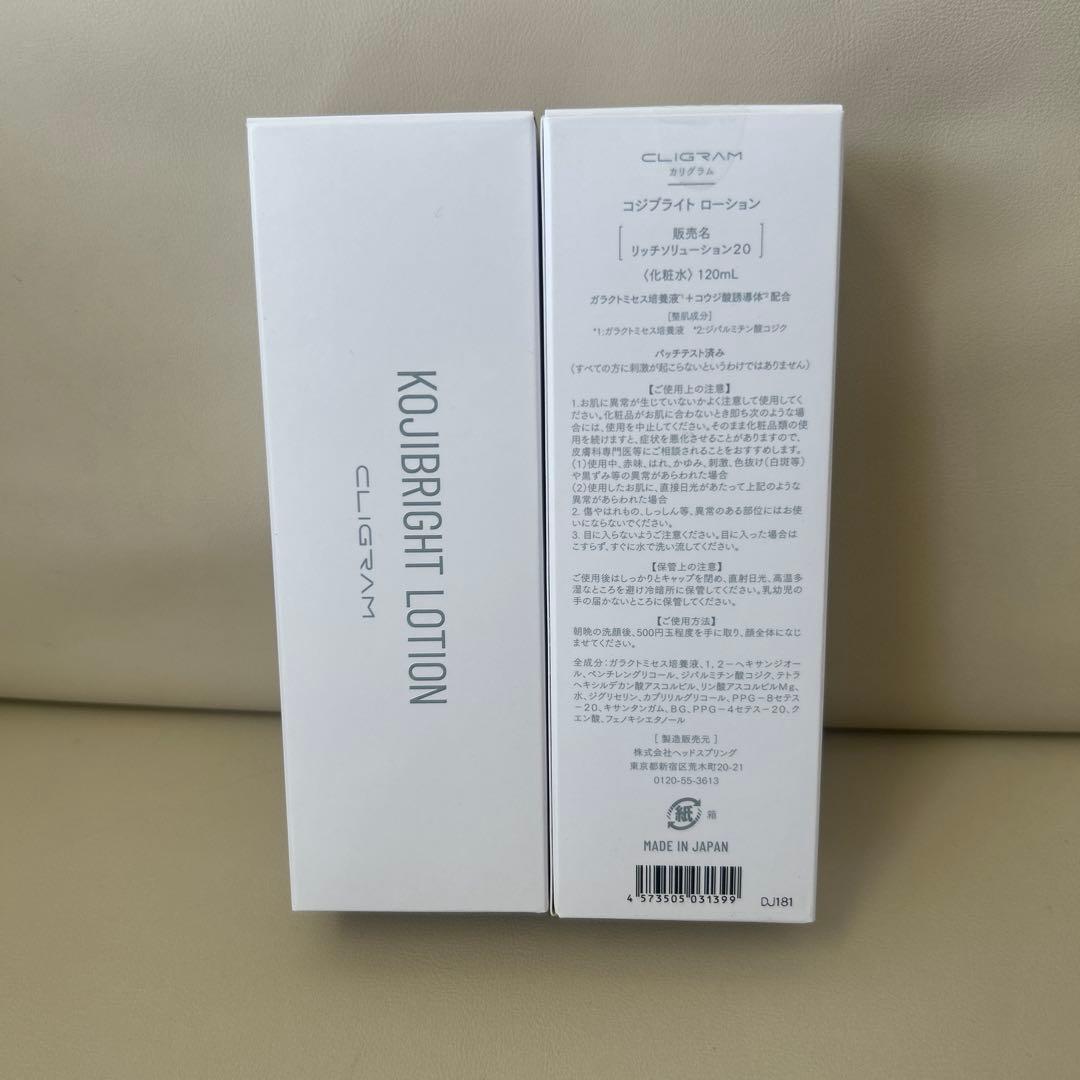 KOJIBRIGHT LOTION
CLIGRAM
CLIGRAM
カリグラム
コジブライト ローション
販売名
リッチソリューション20
〈化粧水〉120mL
ガラクトミセス培養液*1+コウジ酸誘導体*2配合
[整肌成分]
*1:ガラクトミセス培養液 *2:ジパルミチン酸コジク
パッチテスト済み
(すべての方に刺激が起こらないというわけではありません)
【ご使用上の注意】
1.お肌に異常が生じていないかよく注意して使用してく
ださい。化粧品がお肌に合わないとき即ち次のような場
合には、使用を中止してください。そのまま化粧品類の使
用を続けますと、症状を悪化させることがありますので、
皮膚科専門医等にご相談されることをおすすめします。
(1)使用中、赤味、はれ、かゆみ、刺激、色抜け(白斑等)
や黒ずみ等の異常があらわれた場合
(2)使用したお肌に、直接日光があたって上記のような
異常があらわれた場合
2. 傷やはれもの、しっしん等、異常のある部位にはお使
いにならないでください。
3. 目に入らないようご注意ください。目に入った場合は
こすらず、すぐに水で洗い流してください。
【保管上の注意】
ご使用後はしっかりとキャップを閉め、直射日光、高温多
湿なところを避け冷暗所に保管してください。乳幼児の
手の届かないところに保管してください。
【ご使用方法】
朝晩の洗顔後、500円玉程度を手に取り、顔全体になじ
ませてください。
全成分:ガラクトミセス培養液、1,2-ヘキサンジオー
ル、ペンチレングリコール、ジパルミチン酸コジク、テトラ
ヘキシルデカン酸アスコルビル、リン酸アスコルビルMg、
水、ジグリセリン、カプリリルグリコール、PPG-8セテス
-20、キサンタンガム、BG、PPG-4セテス-20、ク
エン酸、フェノキシエタノール
[ 製造販売元 ]
株式会社ヘッドスプリング
東京都新宿区荒木町20-21
0120-55-3613
紙 箱
MADE IN JAPAN
4 573505 031399
DJ181